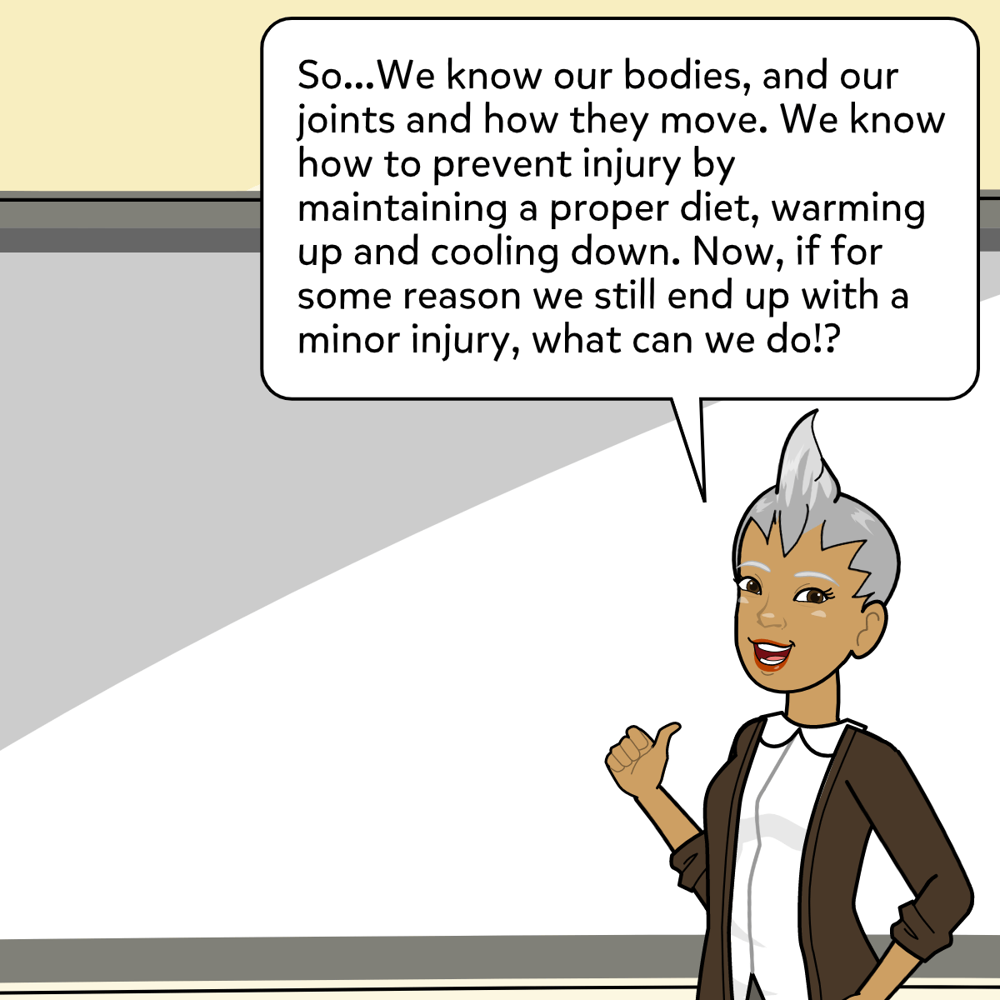 So...We know our bodies, and our
joints and how they move. We know
how to prevent injury by
maintaining a proper diet, warming
up and cooling down. Now, if for
some reason we still end up with a
minor injury, what can we do!?